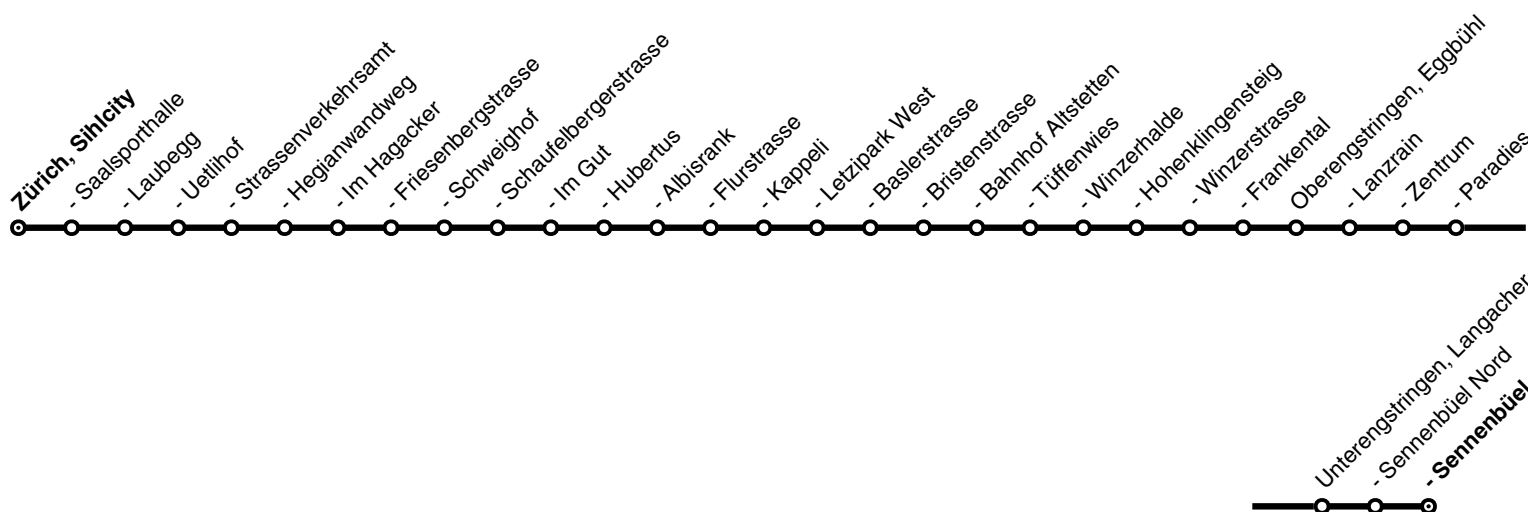 Zürich, Sihlcity
- Saalsporthalle
- Laubegg
- Uetlihof
- Strassenverkehrsamt
- Hegianwandweg
- Im Hagacker
- Friesenbergstrasse
- Schweighof
- Schaufelbergerstrasse
- Im Gut
- Hubertus
- Albisrank
- Flurstrasse
- Kappeli
- Letzipark West
- Baslerstrasse
- Bristenstrasse
- Bahnhof Altstetten
- Tüffenwies
- Winzerhalde
- Hohenklingensteig
- Winzerstrasse
- Frankental
Oberengstringen, Eggbühl
- Lanzrain
- Zentrum
- Paradies
Unterengstringen, Langacher
- Sennenbüel Nord
- Sennenbüel